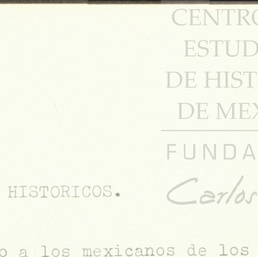 CENTRO
ESTUD
DE HIST
DE MEX
FUNDA
Carlos
HISTORICOS.
o a los mexicanos de los